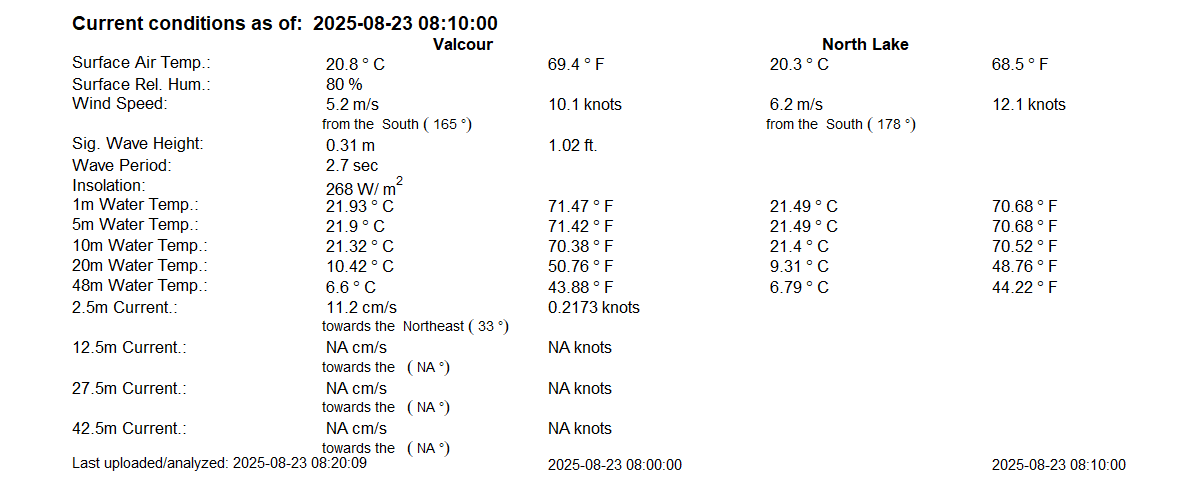 Current conditions as of: 2025-08-23 08:10:00
Valcour North Lake
Surface Air Temp.: 20.8 ° C 69.4 ° F 20.3 ° C 68.5 ° F
Surface Rel. Hum.: 80 %
Wind Speed: 5.2 m/s 10.1 knots 6.2 m/s 12.1 knots
from the South ( 165 °) from the South ( 178 °)
Sig. Wave Height: 0.31 m 1.02 ft.
Wave Period: 2.7 sec
Insolation: 268 W/ m2
1m Water Temp.: 21.93 ° C 71.47 ° F 21.49 ° C 70.68 ° F
5m Water Temp.: 21.9 ° C 71.42 ° F 21.49 ° C 70.68 ° F
10m Water Temp.: 21.32 ° C 70.38 ° F 21.4 ° C 70.52 ° F
20m Water Temp.: 10.42 ° C 50.76 ° F 9.31 ° C 48.76 ° F
48m Water Temp.: 6.6 ° C 43.88 ° F 6.79 ° C 44.22 ° F
2.5m Current.: 11.2 cm/s 0.2173 knots
towards the Northeast ( 33 °)
12.5m Current.: NA cm/s NA knots
towards the ( NA °)
27.5m Current.: NA cm/s NA knots
towards the ( NA °)
42.5m Current.: NA cm/s NA knots
towards the ( NA °)
Last uploaded/analyzed: 2025-08-23 08:20:09 2025-08-23 08:00:00 2025-08-23 08:10:00